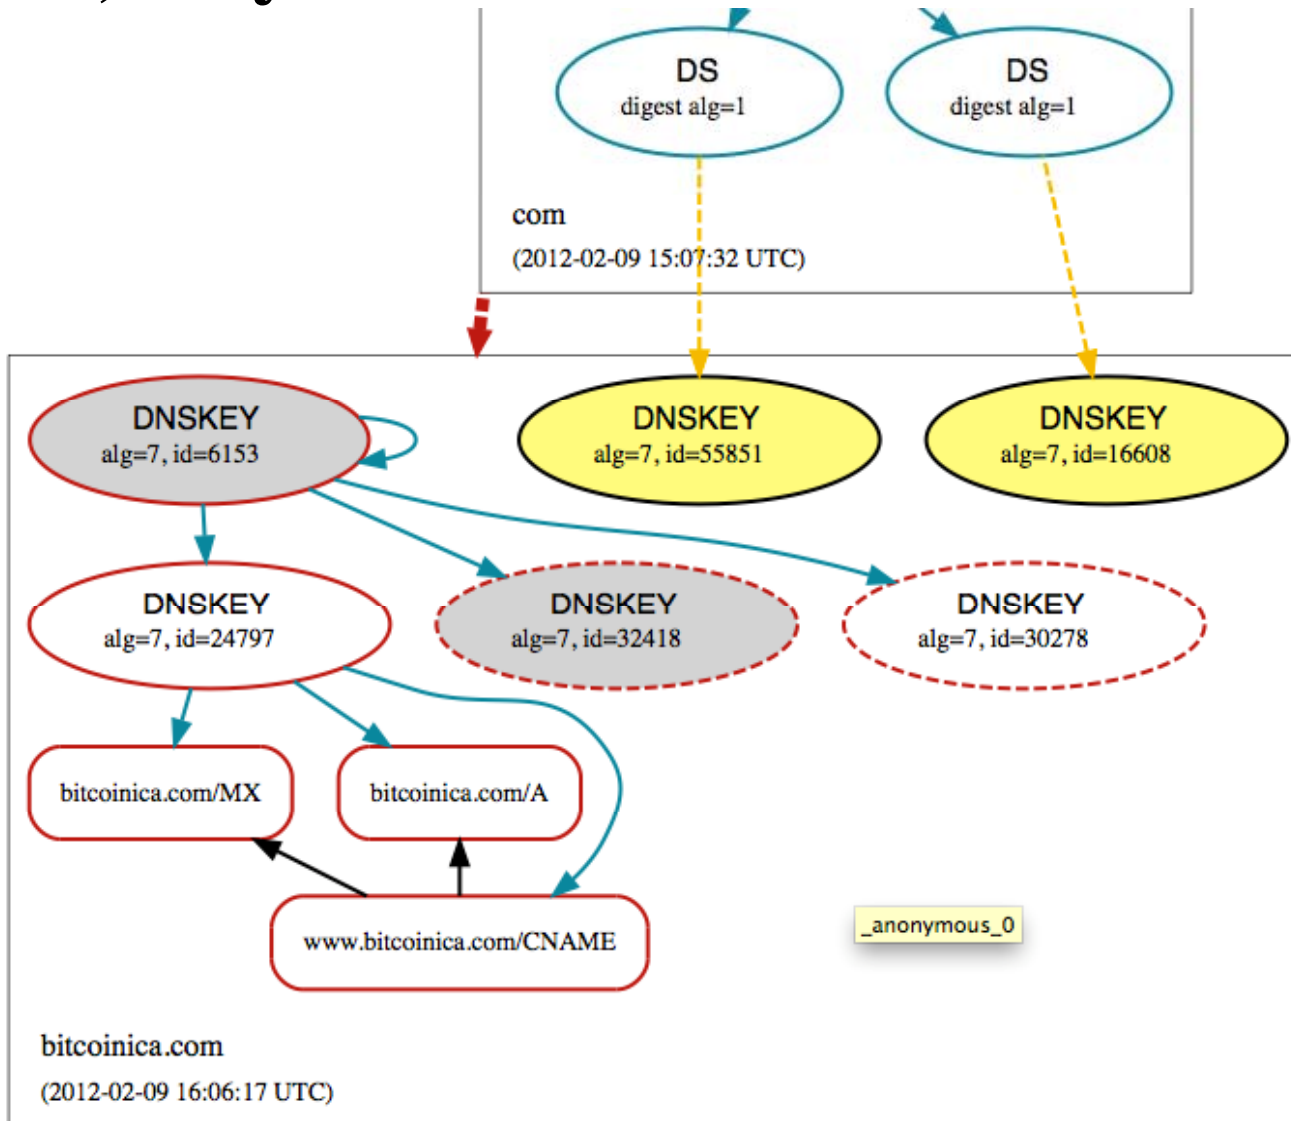 DS
digest alg=1
DS
digest alg=1
com
(2012-02-09 15:07:32 UTC)
DNSKEY
alg=7, id=6153
DNSKEY
alg=7, id=55851
DNSKEY
alg=7, id=16608
DNSKEY
alg=7, id=24797
DNSKEY
alg=7, id=32418
DNSKEY
alg=7, id=30278
bitcoinica.com/MX
bitcoinica.com/A
www.bitcoinica.com/CNAME
_anonymous_0
bitcoinica.com
(2012-02-09 16:06:17 UTC)